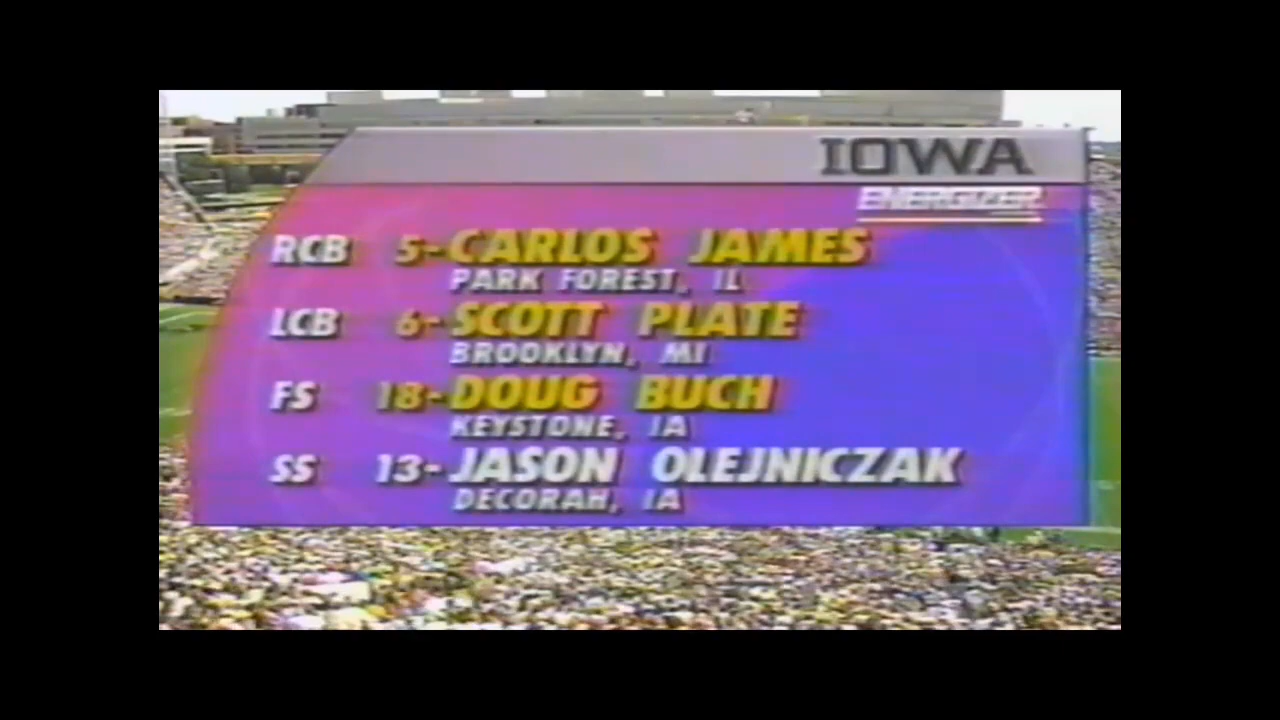 IOWA
ENERGIZER
RCB 5-CARLOS JAMES
PARK FOREST, IL
LCB 6-SCOTT PLATE
BROOKLYN, MI
FS 18-DOUG BUCH
KEYSTONE, IA
SS 13-JASON OLEJNICZAK
DECORAH, IA